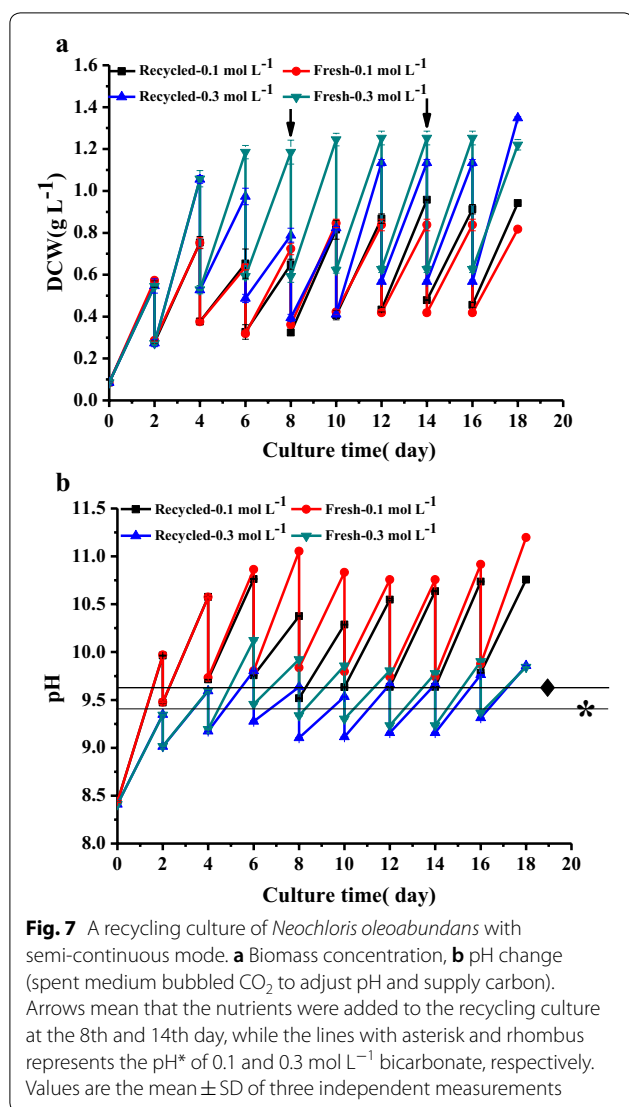 a
Recycled-0.1 mol L⁻¹ Fresh-0.1 mol L⁻¹
Recycled-0.3 mol L⁻¹ Fresh-0.3 mol L⁻¹
1.6
1.4
1.2
1.0
0.8
0.6
0.4
0.2
0.0
DCW(g L⁻¹)
0 2 4 6 8 10 12 14 16 18 20
Culture time( day)
b
Recycled-0.1 mol L⁻¹ Fresh-0.1 mol L⁻¹
Recycled-0.3 mol L⁻¹ Fresh-0.3 mol L⁻¹
11.5
11.0
10.5
10.0
9.5
9.0
8.5
8.0
pH
*
0 2 4 6 8 10 12 14 16 18 20
Culture time( day)
Fig. 7 A recycling culture of Neochloris oleoabundans with
semi-continuous mode. a Biomass concentration, b pH change
(spent medium bubbled CO₂ to adjust pH and supply carbon).
Arrows mean that the nutrients were added to the recycling culture
at the 8th and 14th day, while the lines with asterisk and rhombus
represents the pH* of 0.1 and 0.3 mol L⁻¹ bicarbonate, respectively.
Values are the mean ± SD of three independent measurements